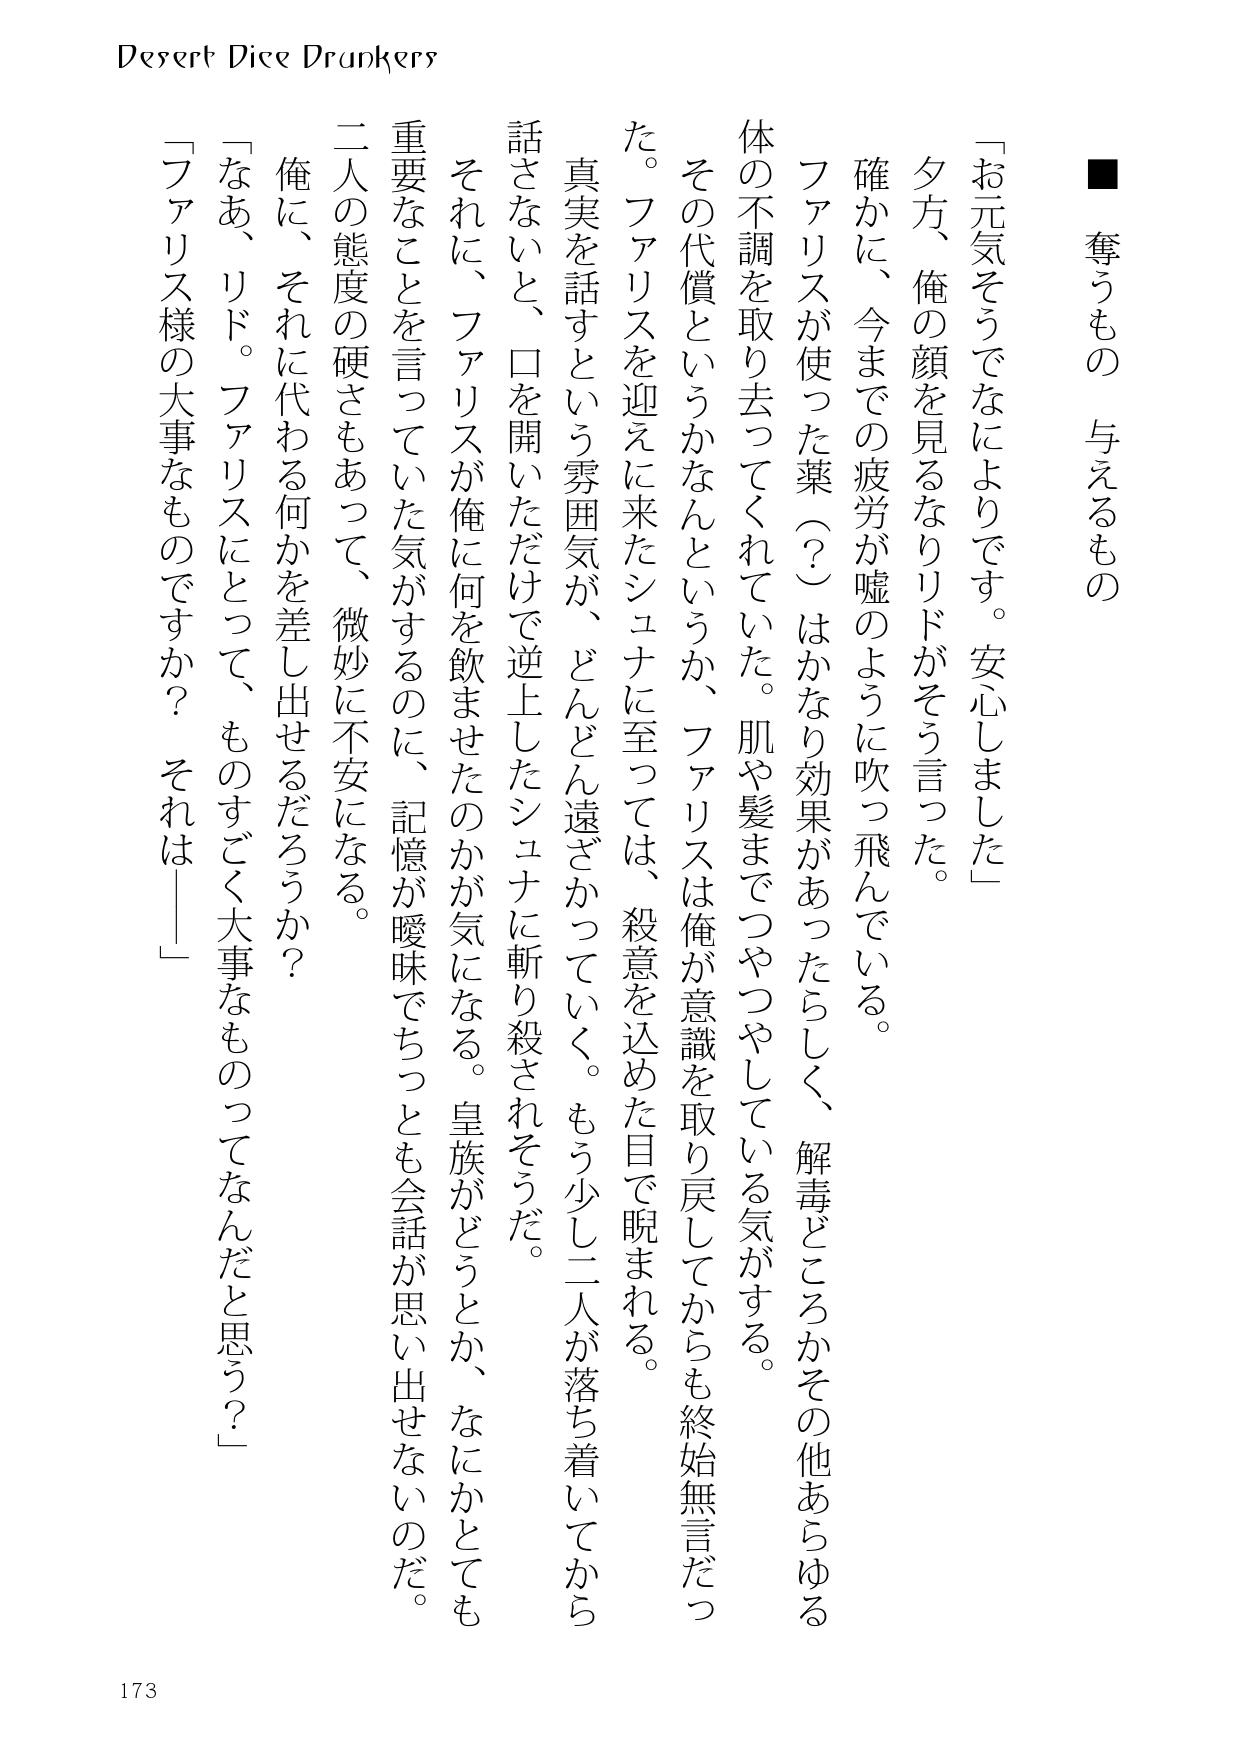 Desert Dice Drunkers
■　奪うもの　与えるもの
「お元気そうでなによりです。安心しました」
　夕方、俺の顔を見るなりリドがそう言った。
　確かに、今までの疲労が嘘のように吹っ飛んでいる。
　ファリスが使った薬（？）はかなり効果があったらしく、解毒どころかその他あらゆる
体の不調を取り去ってくれていた。肌や髪までつやつやしている気がする。
　その代償というかなんというか、ファリスは俺が意識を取り戻してからも終始無言だっ
た。ファリスを迎えに来たシュナに至っては、殺意を込めた目で睨まれる。
　真実を話すという雰囲気が、どんどん遠ざかっていく。もう少し二人が落ち着いてから
話さないと、口を開いただけで逆上したシュナに斬り殺されそうだ。
　それに、ファリスが俺に何を飲ませたのかが気になる。皇族がどうとか、なにかとても
重要なことを言っていた気がするのに、記憶が曖昧でちっとも会話が思い出せないのだ。
二人の態度の硬さもあって、微妙に不安になる。
　俺に、それに代わる何かを差し出せるだろうか？
「なあ、リド。ファリスにとって、ものすごく大事なものってなんだと思う？」
「ファリス様の大事なものですか？　それは――」
173